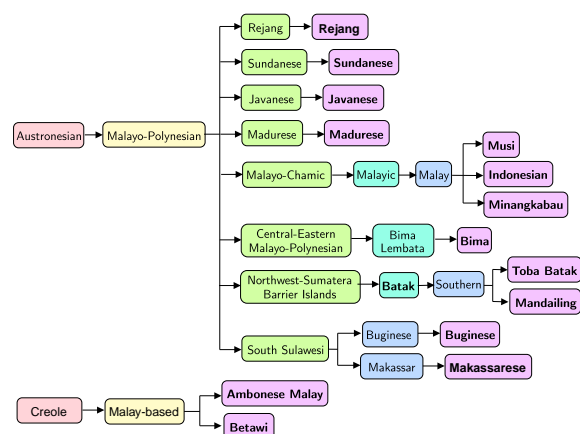 Rejang
Rejang
Sundanese
Sundanese
Javanese
Javanese
Austronesian
Malayo-Polynesian
Madurese
Madurese
Malayo-Chamic
Malayic
Malay
Musi
Indonesian
Minangkabau
Central-Eastern
Malayo-Polynesian
Bima
Lembata
Bima
Northwest-Sumatera
Barrier Islands
Batak
Southern
Toba Batak
Mandailing
South Sulawesi
Buginese
Buginese
Makassar
Makassarese
Creole
Malay-based
Ambonese Malay
Betawi